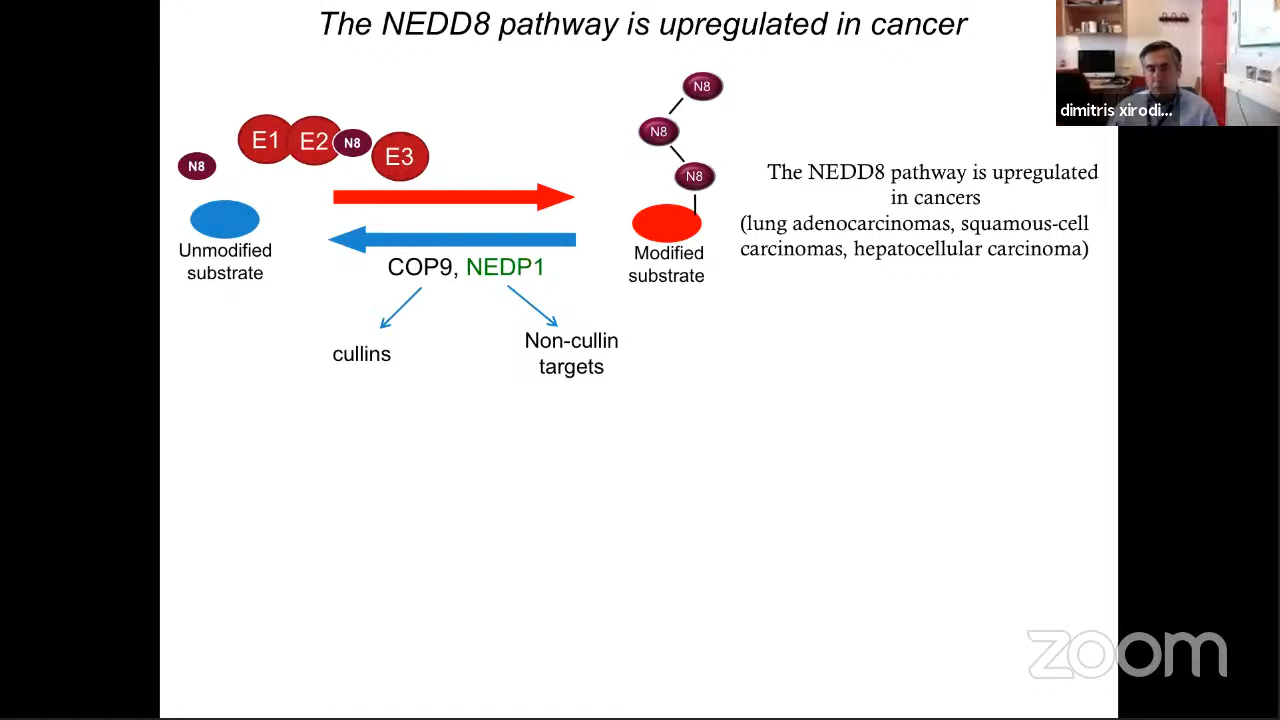 The NEDD8 pathway is upregulated in cancer
dimitris xirodi...
N8
N8
N8
E1
E2
N8
E3
N8
Unmodified
substrate
Modified
substrate
COP9, NEDP1
cullins
Non-cullin
targets
The NEDD8 pathway is upregulated
in cancers
(lung adenocarcinomas, squamous-cell
carcinomas, hepatocellular carcinoma)
zoom